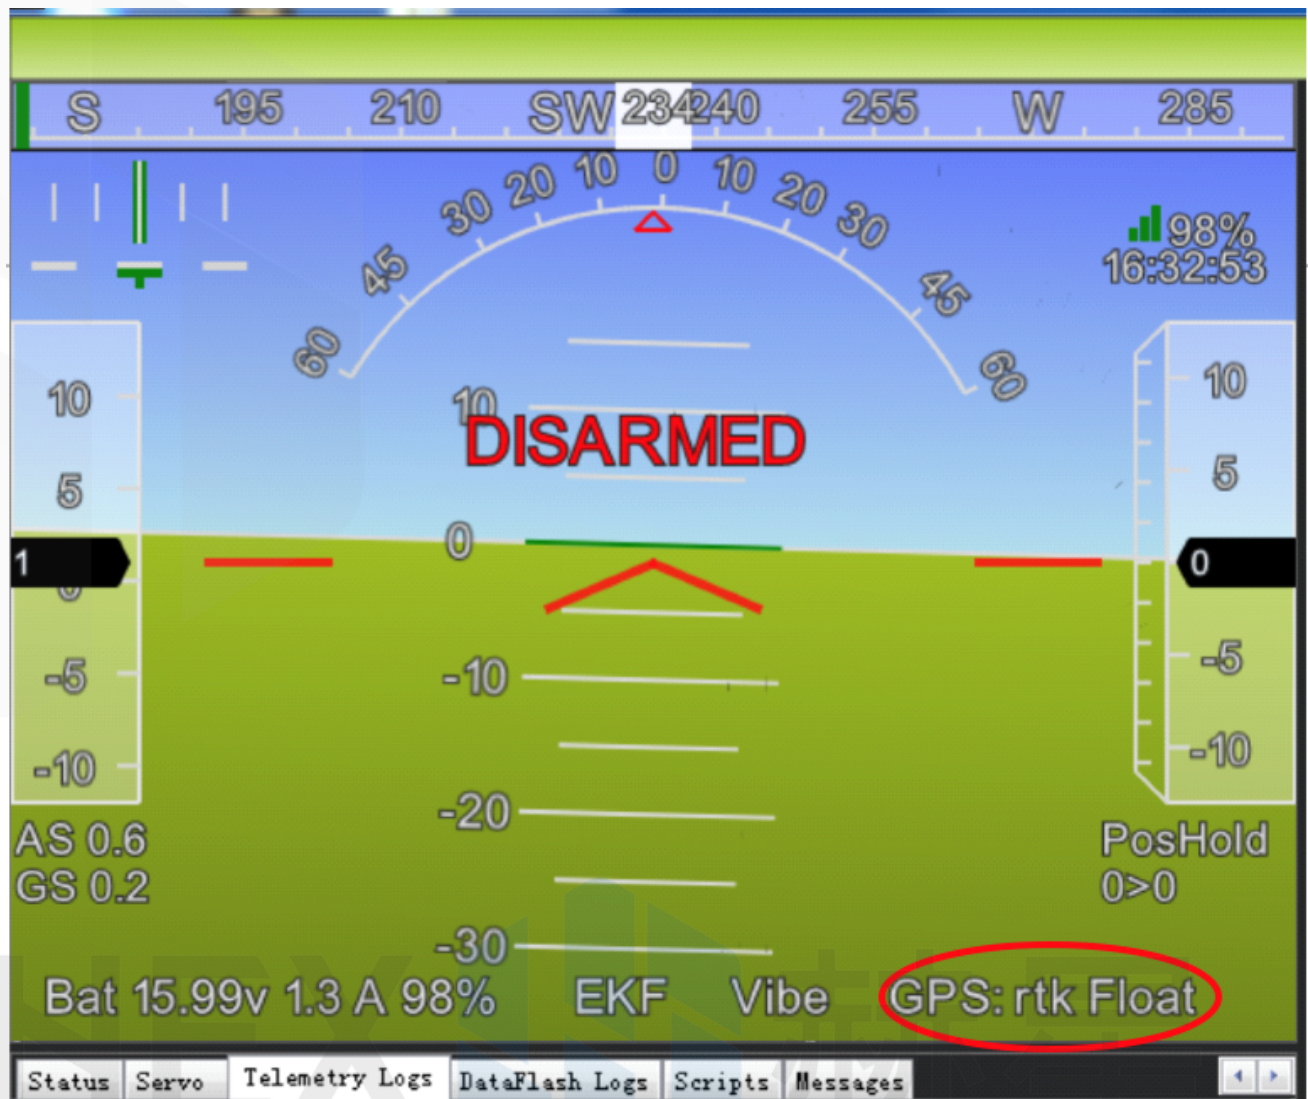 S 195 210 SW 234 240 255 W 285
60 45 30 20 10 0 10 20 30 45 60
98%
16:32:53
10 10 10
DISARMED
5 5
0
1 0 0
-5 -5
-10
-10 -10
-20
AS 0.6 PosHold
GS 0.2 0>0
-30
Bat 15.99v 1.3 A 98% EKF Vibe GPS: rtk Float
Status Servo Telemetry Logs DataFlash Logs Scripts Messages